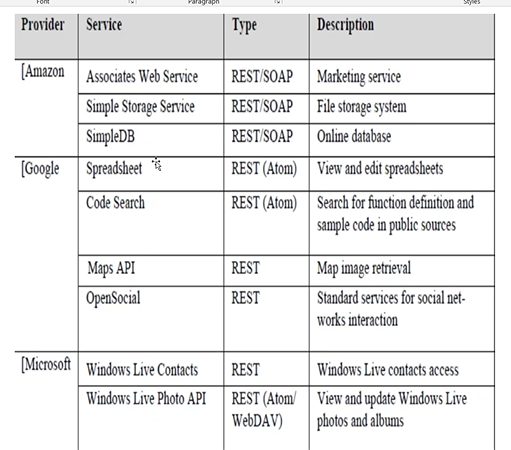 Font Paragraph Styles
Provider Service Type Description
[Amazon Associates Web Service REST/SOAP Marketing service
Simple Storage Service REST/SOAP File storage system
SimpleDB REST/SOAP Online database
[Google Spreadsheet REST (Atom) View and edit spreadsheets
Code Search REST (Atom) Search for function definition and
sample code in public sources
Maps API REST Map image retrieval
OpenSocial REST Standard services for social net-
works interaction
[Microsoft Windows Live Contacts REST Windows Live contacts access
Windows Live Photo API REST (Atom/ View and update Windows Live
WebDAV) photos and albums